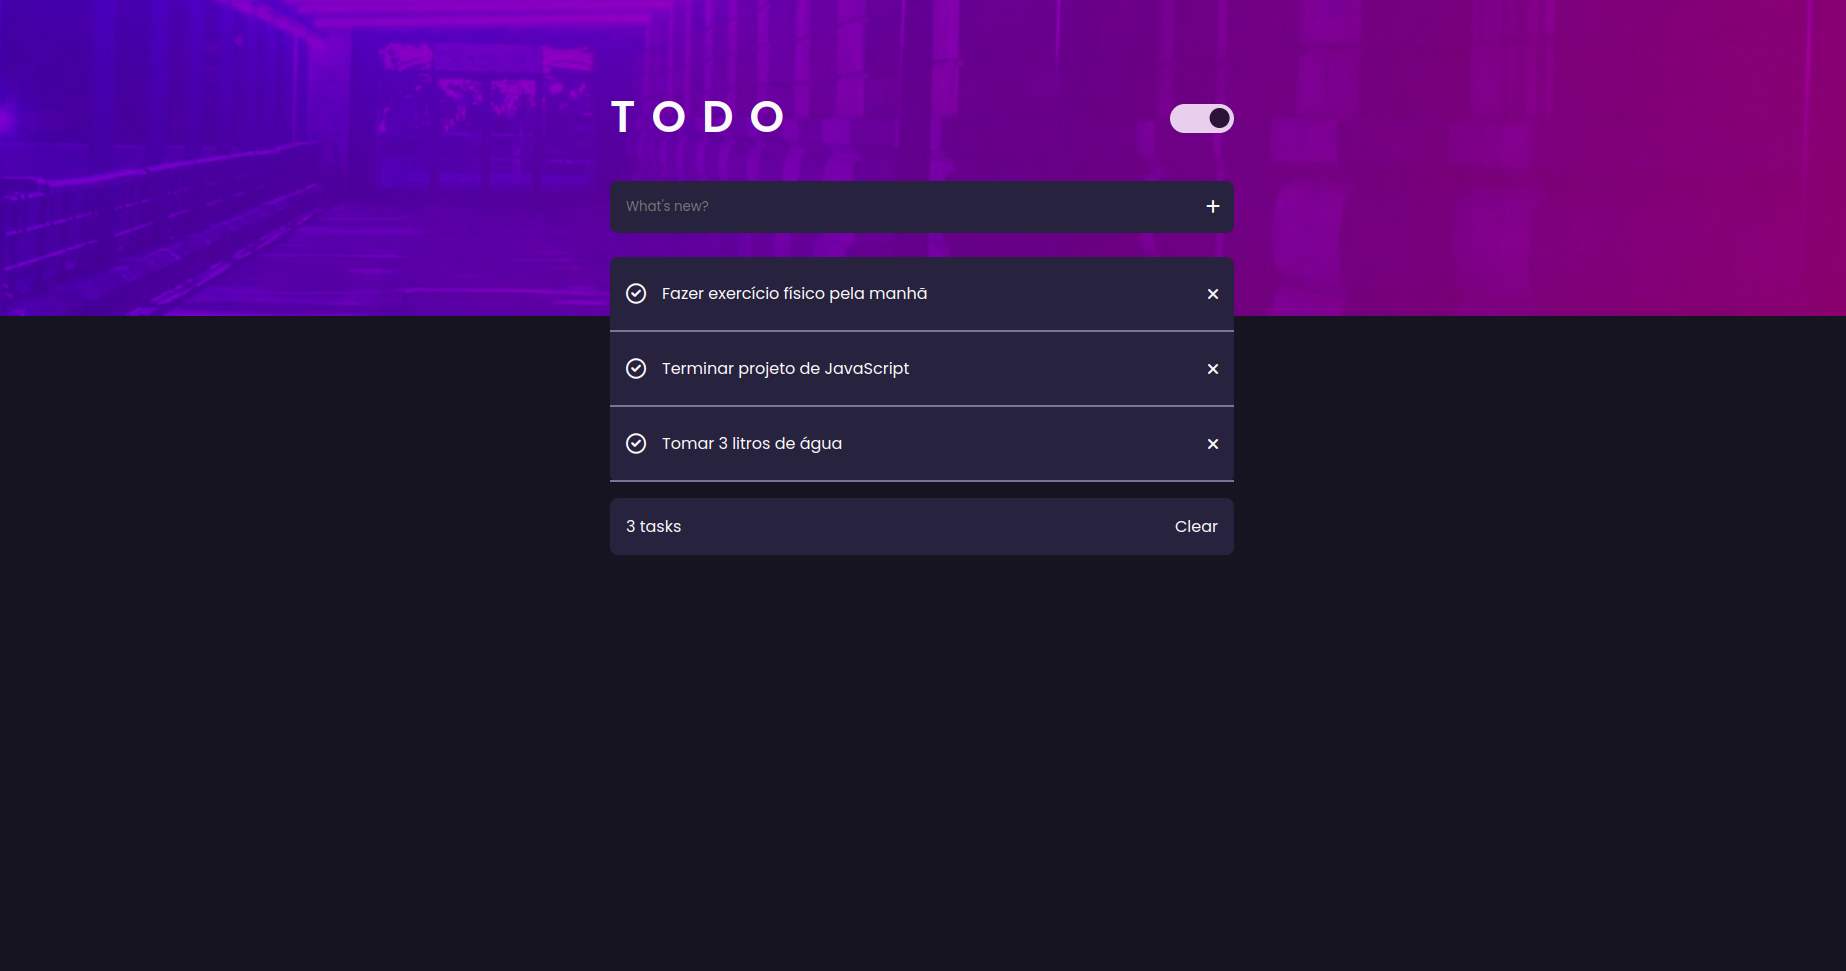 TODO
What's new?
Fazer exercício físico pela manhã
Terminar projeto de JavaScript
Tomar 3 litros de água
3 tasks
Clear